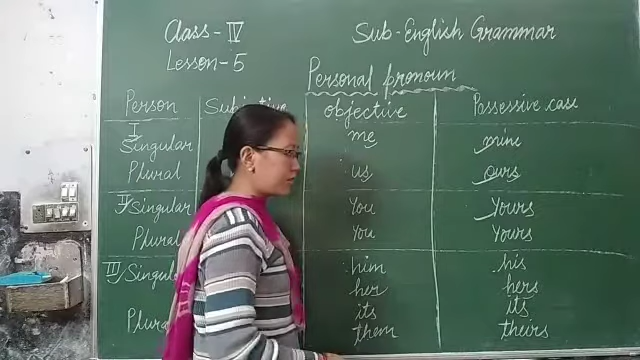 Class - IV Sub - English Grammar
Lesson - 5
Personal pronoun
Person Subjective objective Possessive case
I Singular me mine
Plural us ours
II Singular You Yours
Plural You Yours
III Singular him his
her hers
its its
Plural them theirs